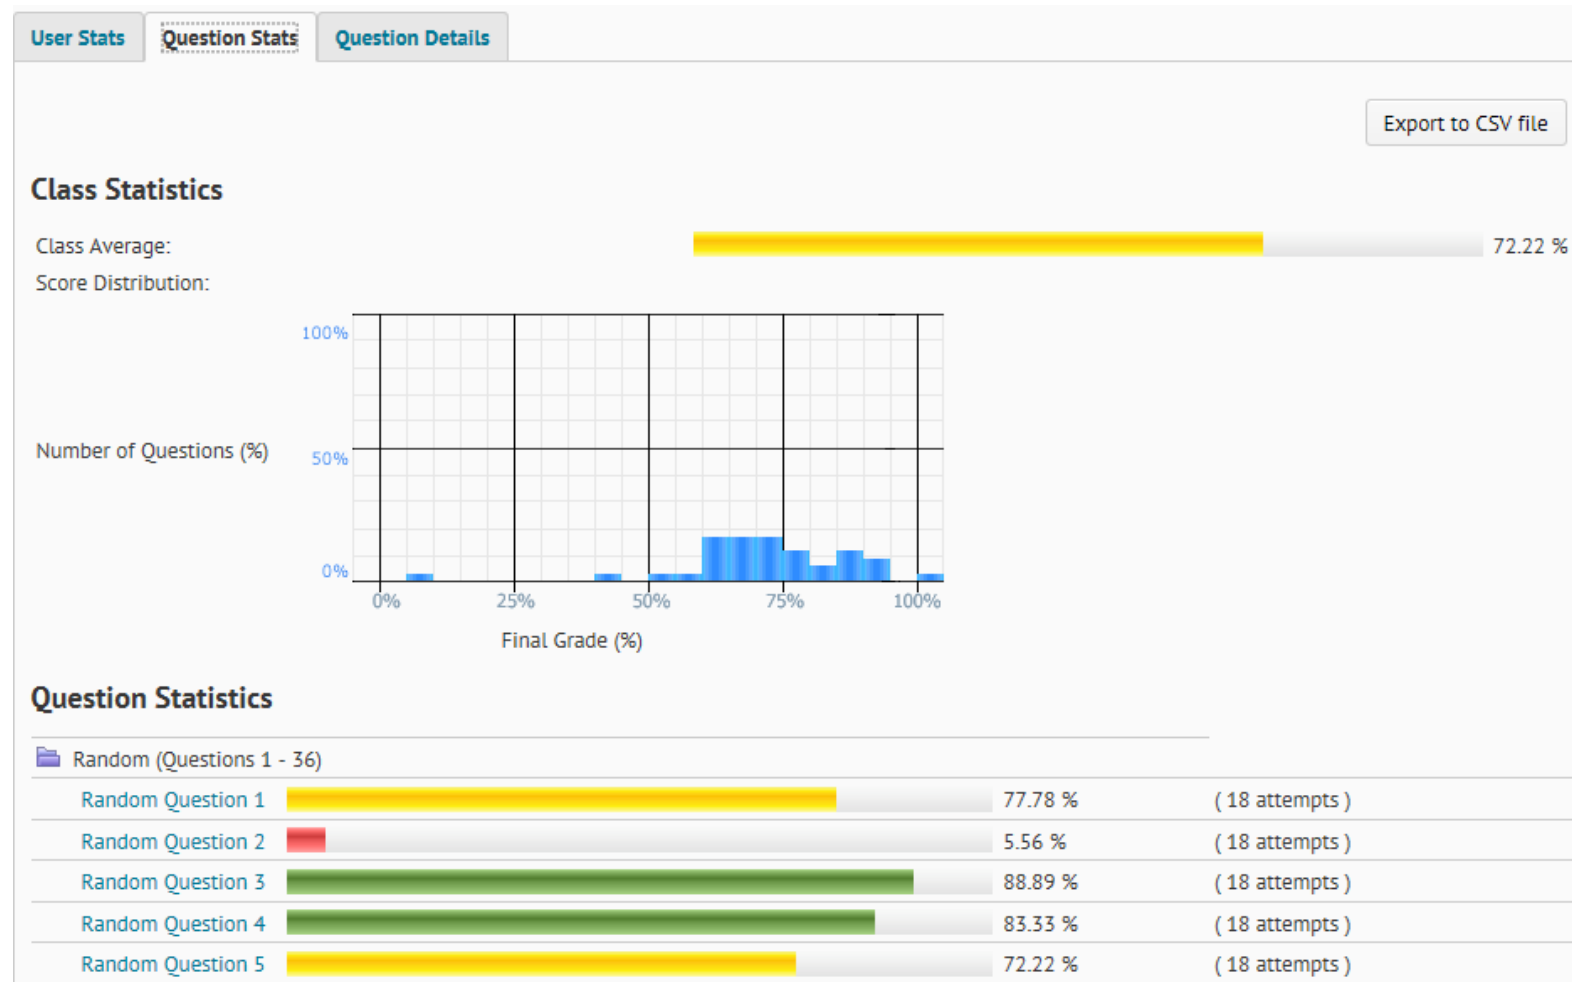 User Stats Question Stats Question Details
Export to CSV file
Class Statistics
Class Average: 72.22 %
Score Distribution:
100%
Number of Questions (%) 50%
0%
0% 25% 50% 75% 100%
Final Grade (%)
Question Statistics
Random (Questions 1 - 36)
Random Question 1 77.78 % ( 18 attempts )
Random Question 2 5.56 % ( 18 attempts )
Random Question 3 88.89 % ( 18 attempts )
Random Question 4 83.33 % ( 18 attempts )
Random Question 5 72.22 % ( 18 attempts )